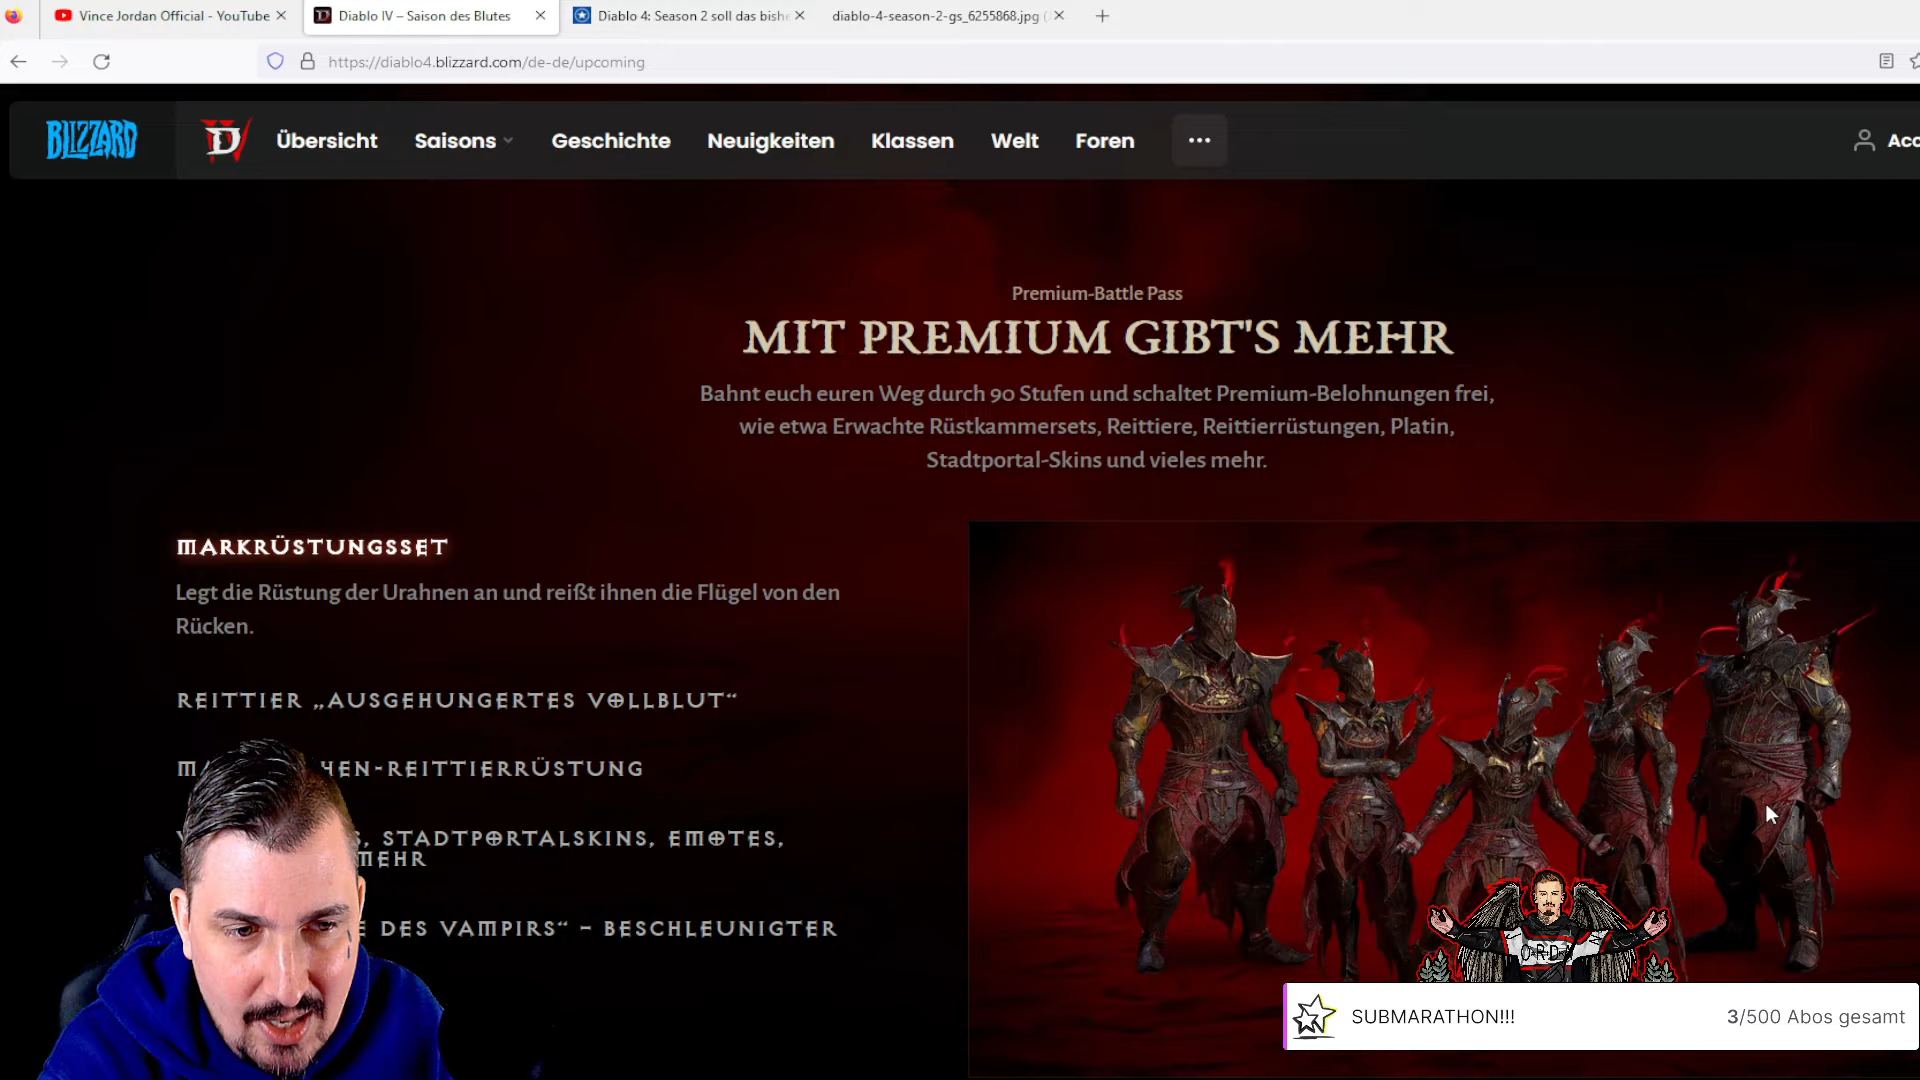 Vince Jordan Official - YouTube
Diablo IV – Saison des Blutes
Diablo 4: Season 2 soll das bishe
diablo-4-season-2-gs_6255868.jpg (
https://diablo4.blizzard.com/de-de/upcoming
BLIZZARD
D
Übersicht
Saisons
Geschichte
Neuigkeiten
Klassen
Welt
Foren
Acc
Premium-Battle Pass
MIT PREMIUM GIBT'S MEHR
Bahnt euch euren Weg durch 90 Stufen und schaltet Premium-Belohnungen frei,
wie etwa Erwachte Rüstkammersets, Reittiere, Reittierrüstungen, Platin,
Stadtportal-Skins und vieles mehr.
MARKRÜSTUNGSSET
Legt die Rüstung der Urahnen an und reißt ihnen die Flügel von den
Rücken.
REITTIER „AUSGEHUNGERTES VOLLBLUT“
HEN-REITTIERRÜSTUNG
S, STADTPORTALSKINS, EMOTES,
MEHR
E DES VAMPIRS“ – BESCHLEUNIGTER
SUBMARATHON!!!
3/500 Abos gesamt